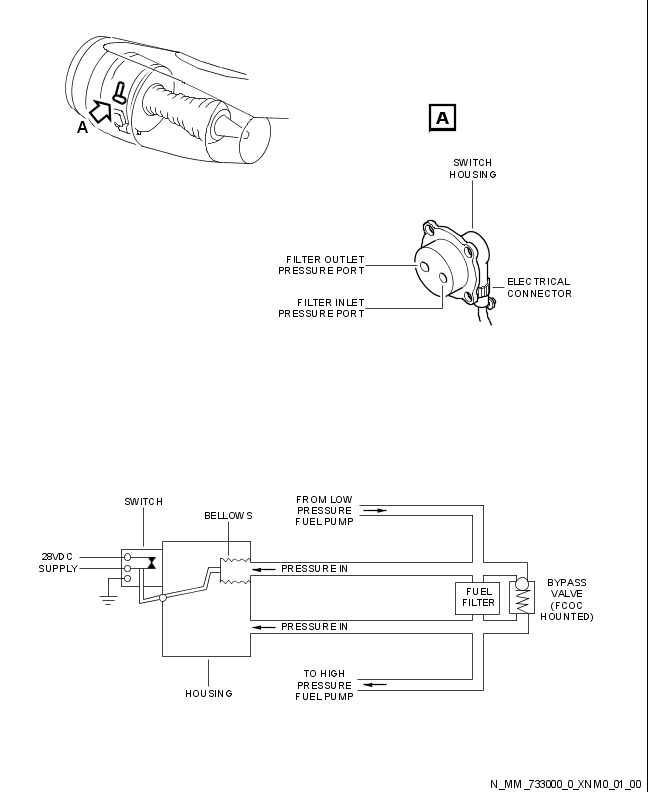 A
A
SWITCH
HOUSING
FILTER OUTLET
PRESSURE PORT
ELECTRICAL
CONNECTOR
FILTER INLET
PRESSURE PORT
SWITCH
BELLOWS
FROM LOW
PRESSURE
FUEL PUMP
28VDC
SUPPLY
PRESSURE IN
FUEL
FILTER
BYPASS
VALVE
(FCOC
HOUNTED)
PRESSURE IN
HOUSING
TO HIGH
PRESSURE
FUEL PUMP
N_MM_733000_0_XNM0_01_00